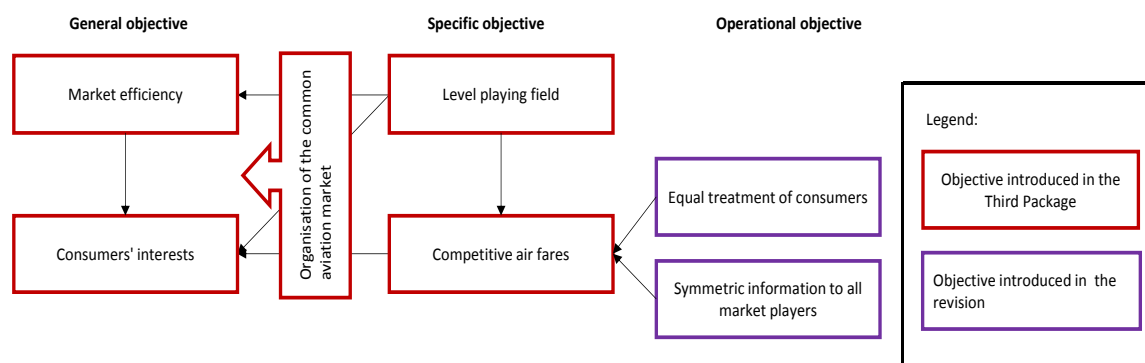 General objective
Specific objective
Operational objective
Market efficiency
Organisation of the common
aviation market
Level playing field
Legend:
Objective introduced in the
Third Package
Equal treatment of consumers
Consumers' interests
Competitive air fares
Symmetric information to all
market players
Objective introduced in the
revision